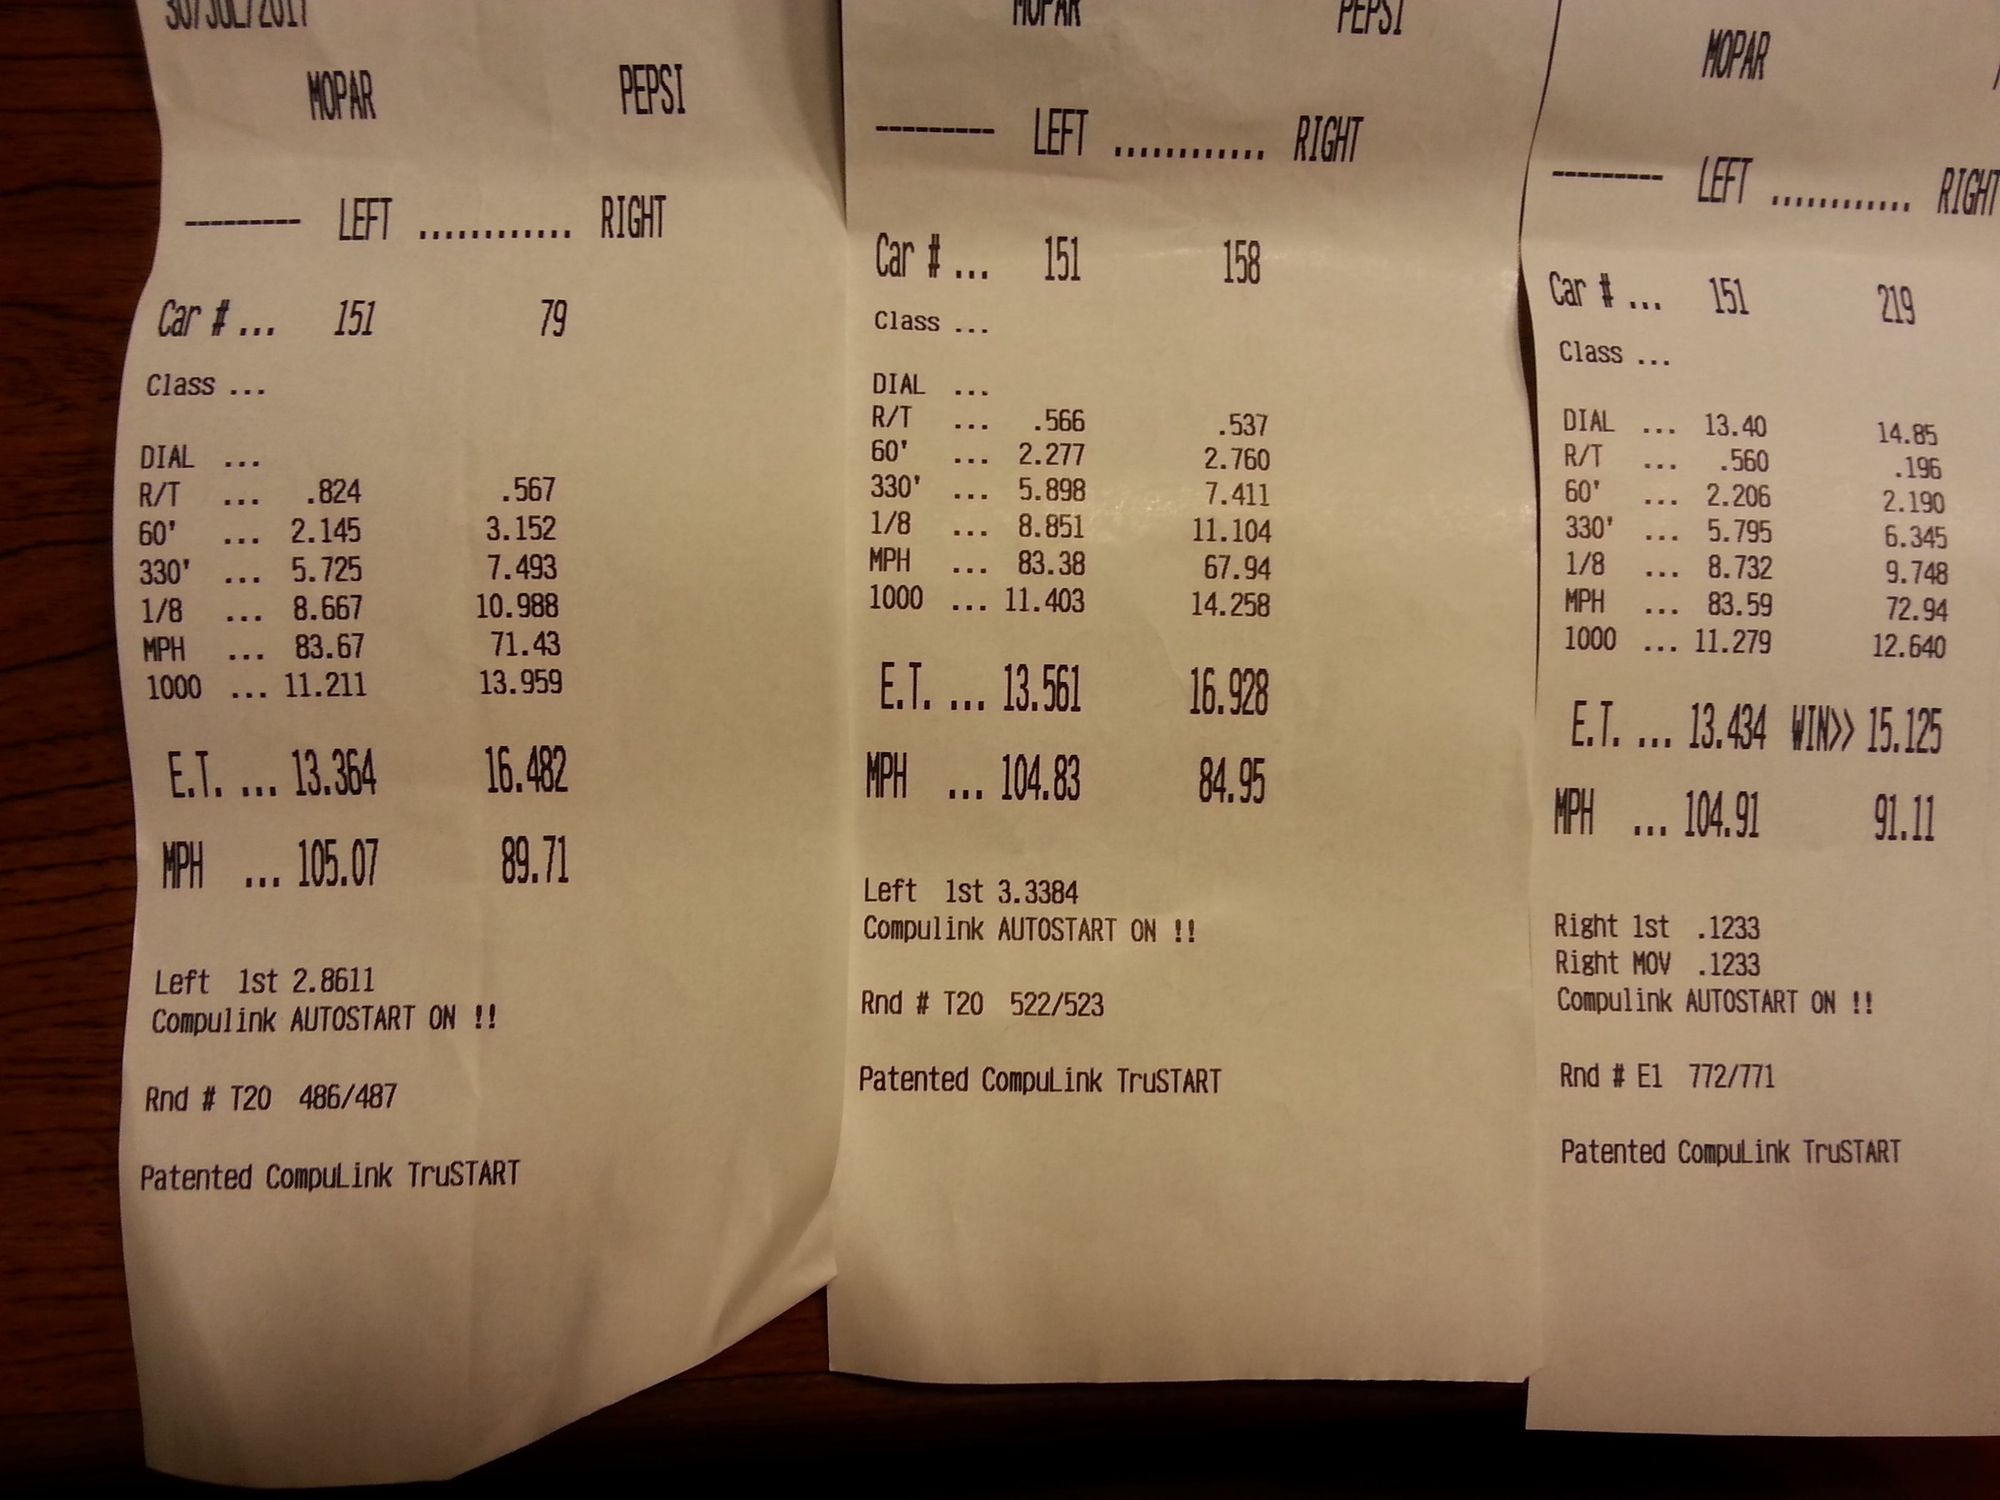 30/JUL/2017
MOPAR PEPSI
--------- LEFT ............ RIGHT
Car # ... 151 79
Class ...
DIAL ...
R/T ... .824 .567
60' ... 2.145 3.152
330' ... 5.725 7.493
1/8 ... 8.667 10.988
MPH ... 83.67 71.43
1000 ... 11.211 13.959
E.T. ... 13.364 16.482
MPH ... 105.07 89.71
Left 1st 2.8611
Compulink AUTOSTART ON !!
Rnd # T20 486/487
Patented CompuLink TruSTART
MOPAR PEPSI
--------- LEFT ............ RIGHT
Car # ... 151 158
Class ...
DIAL ...
R/T ... .566 .537
60' ... 2.277 2.760
330' ... 5.898 7.411
1/8 ... 8.851 11.104
MPH ... 83.38 67.94
1000 ... 11.403 14.258
E.T. ... 13.561 16.928
MPH ... 104.83 84.95
Left 1st 3.3384
Compulink AUTOSTART ON !!
Rnd # T20 522/523
Patented CompuLink TruSTART
MOPAR
--------- LEFT ............ RIGHT
Car # ... 151 219
Class ...
DIAL ... 13.40 14.85
R/T ... .560 .196
60' ... 2.206 2.190
330' ... 5.795 6.345
1/8 ... 8.732 9.748
MPH ... 83.59 72.94
1000 ... 11.279 12.640
E.T. ... 13.434 WIN>> 15.125
MPH ... 104.91 91.11
Right 1st .1233
Right MOV .1233
Compulink AUTOSTART ON !!
Rnd # E1 772/771
Patented CompuLink TruSTART